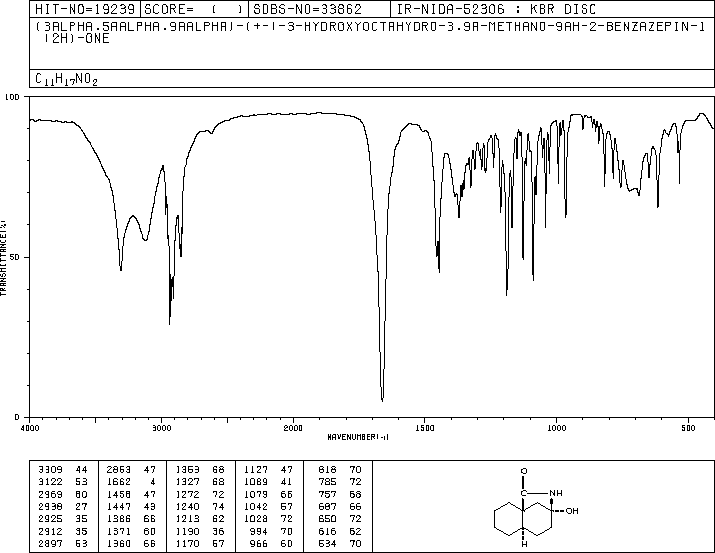 HIT-NO=19239 SCORE= ( ) SDBS-NO=33862 IR-NIDA-52306 : KBR DISC
(3ALPHA.5AALPHA.9AALPHA)-(+-)-3-HYDROXYOCTAHYDRO-3.9A-METHANO-9AH-2-BENZAZEPIN-1
(2H)-ONE
C11H17NO2
100
50
0
TRANSMITTANCE(%)
4000 3000 2000 1500 1000 500
WAVENUMBER(-1)
3309 44 2853 47 1353 68 1127 47 818 70
3122 53 1662 4 1327 68 1089 41 785 72
2969 60 1458 47 1272 72 1079 66 757 68
2938 27 1447 43 1240 74 1042 57 687 66
2925 35 1386 66 1213 62 1028 72 650 72
2912 35 1371 60 1190 36 994 70 616 62
2897 63 1360 66 1170 57 966 60 534 70
O
C NH
OH
H